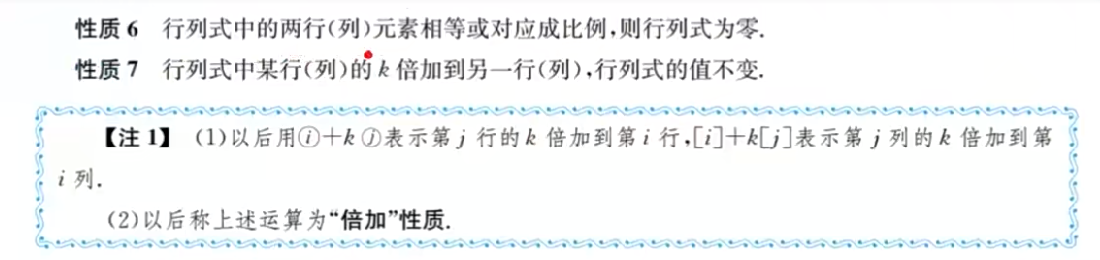 性质 6 行列式中的两行(列)元素相等或对应成比例,则行列式为零.
性质 7 行列式中某行(列)的 k 倍加到另一行(列),行列式的值不变.
【注 1】 (1)以后用ⓘ+kⓙ表示第 j 行的 k 倍加到第 i 行,[i]+k[j]表示第 j 列的 k 倍加到第
i 列.
(2)以后称上述运算为“倍加”性质.